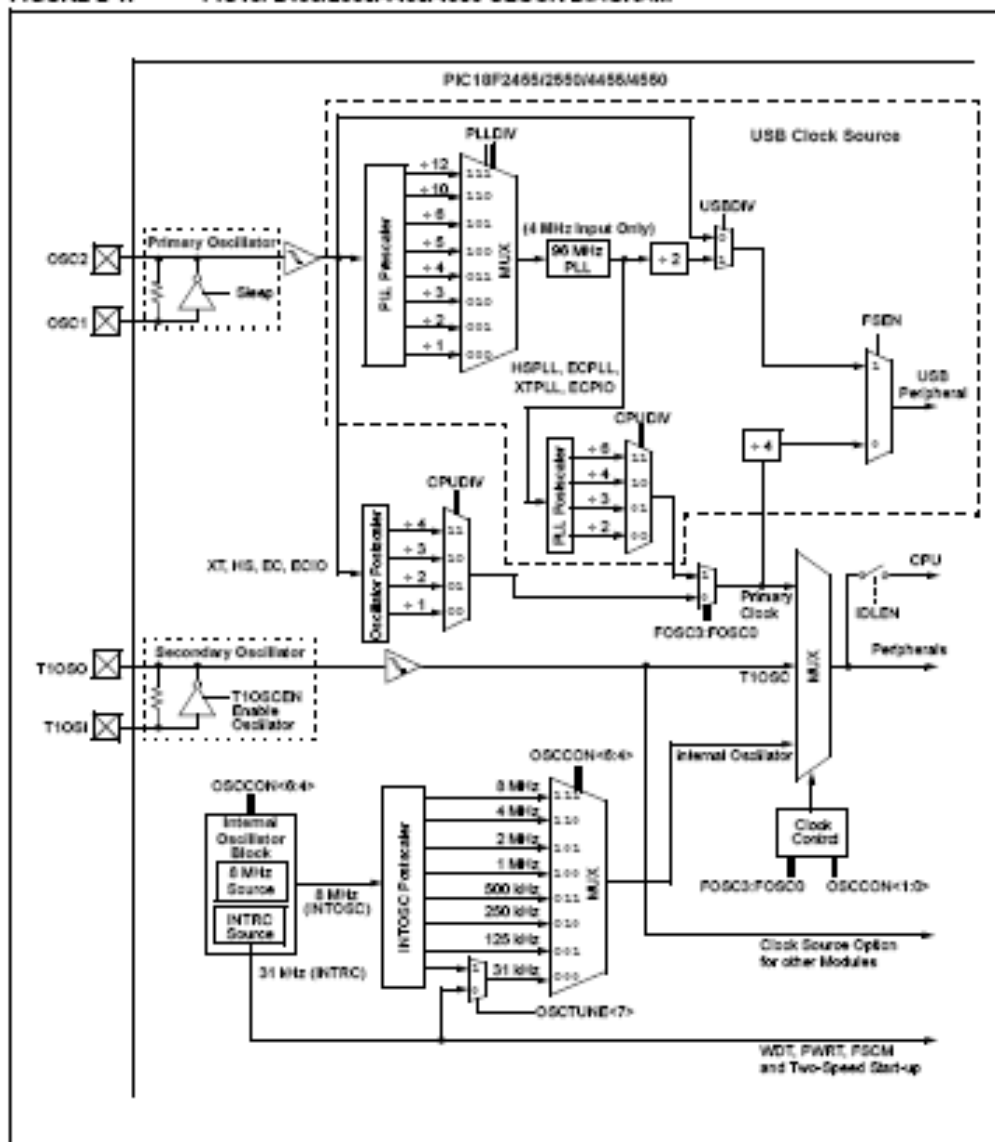 PIC18F2455/2550/4455/4550
USB Clock Source
PLLDIV
÷ 12
111
÷ 10
110
÷ 6
101
÷ 5
100
÷ 4
011
÷ 3
010
÷ 2
001
÷ 1
000
PLL Prescaler
MUX
(4 MHz Input Only)
96 MHz
PLL
÷ 2
USBDIV
0
1
Primary Oscillator
OSC2
OSC1
Sleep
HSPLL, ECPLL,
XTPLL, ECPIO
FSEN
1
0
USB
Peripheral
÷ 4
CPUDIV
÷ 6
11
÷ 4
10
÷ 3
01
÷ 2
00
PLL Postscaler
CPUDIV
÷ 4
11
÷ 3
10
÷ 2
01
÷ 1
00
Oscillator Postscaler
XT, HS, EC, ECIO
1
0
FOSC3:FOSC0
Primary
Clock
CPU
IDLEN
Peripherals
MUX
Secondary Oscillator
T1OSO
T1OSI
T1OSCEN
Enable
Oscillator
T1OSC
Internal Oscillator
OSCCON<6:4>
OSCCON<6:4>
Internal
Oscillator
Block
8 MHz
Source
INTRC
Source
8 MHz
(INTOSC)
31 kHz (INTRC)
INTOSC Postscaler
8 MHz
111
4 MHz
110
2 MHz
101
1 MHz
100
500 kHz
011
250 kHz
010
125 kHz
001
31 kHz
000
1
0
MUX
OSCTUNE<7>
Clock
Control
FOSC3:FOSC0
OSCCON<1:0>
Clock Source Option
for other Modules
WDT, PWRT, FSCM
and Two-Speed Start-up